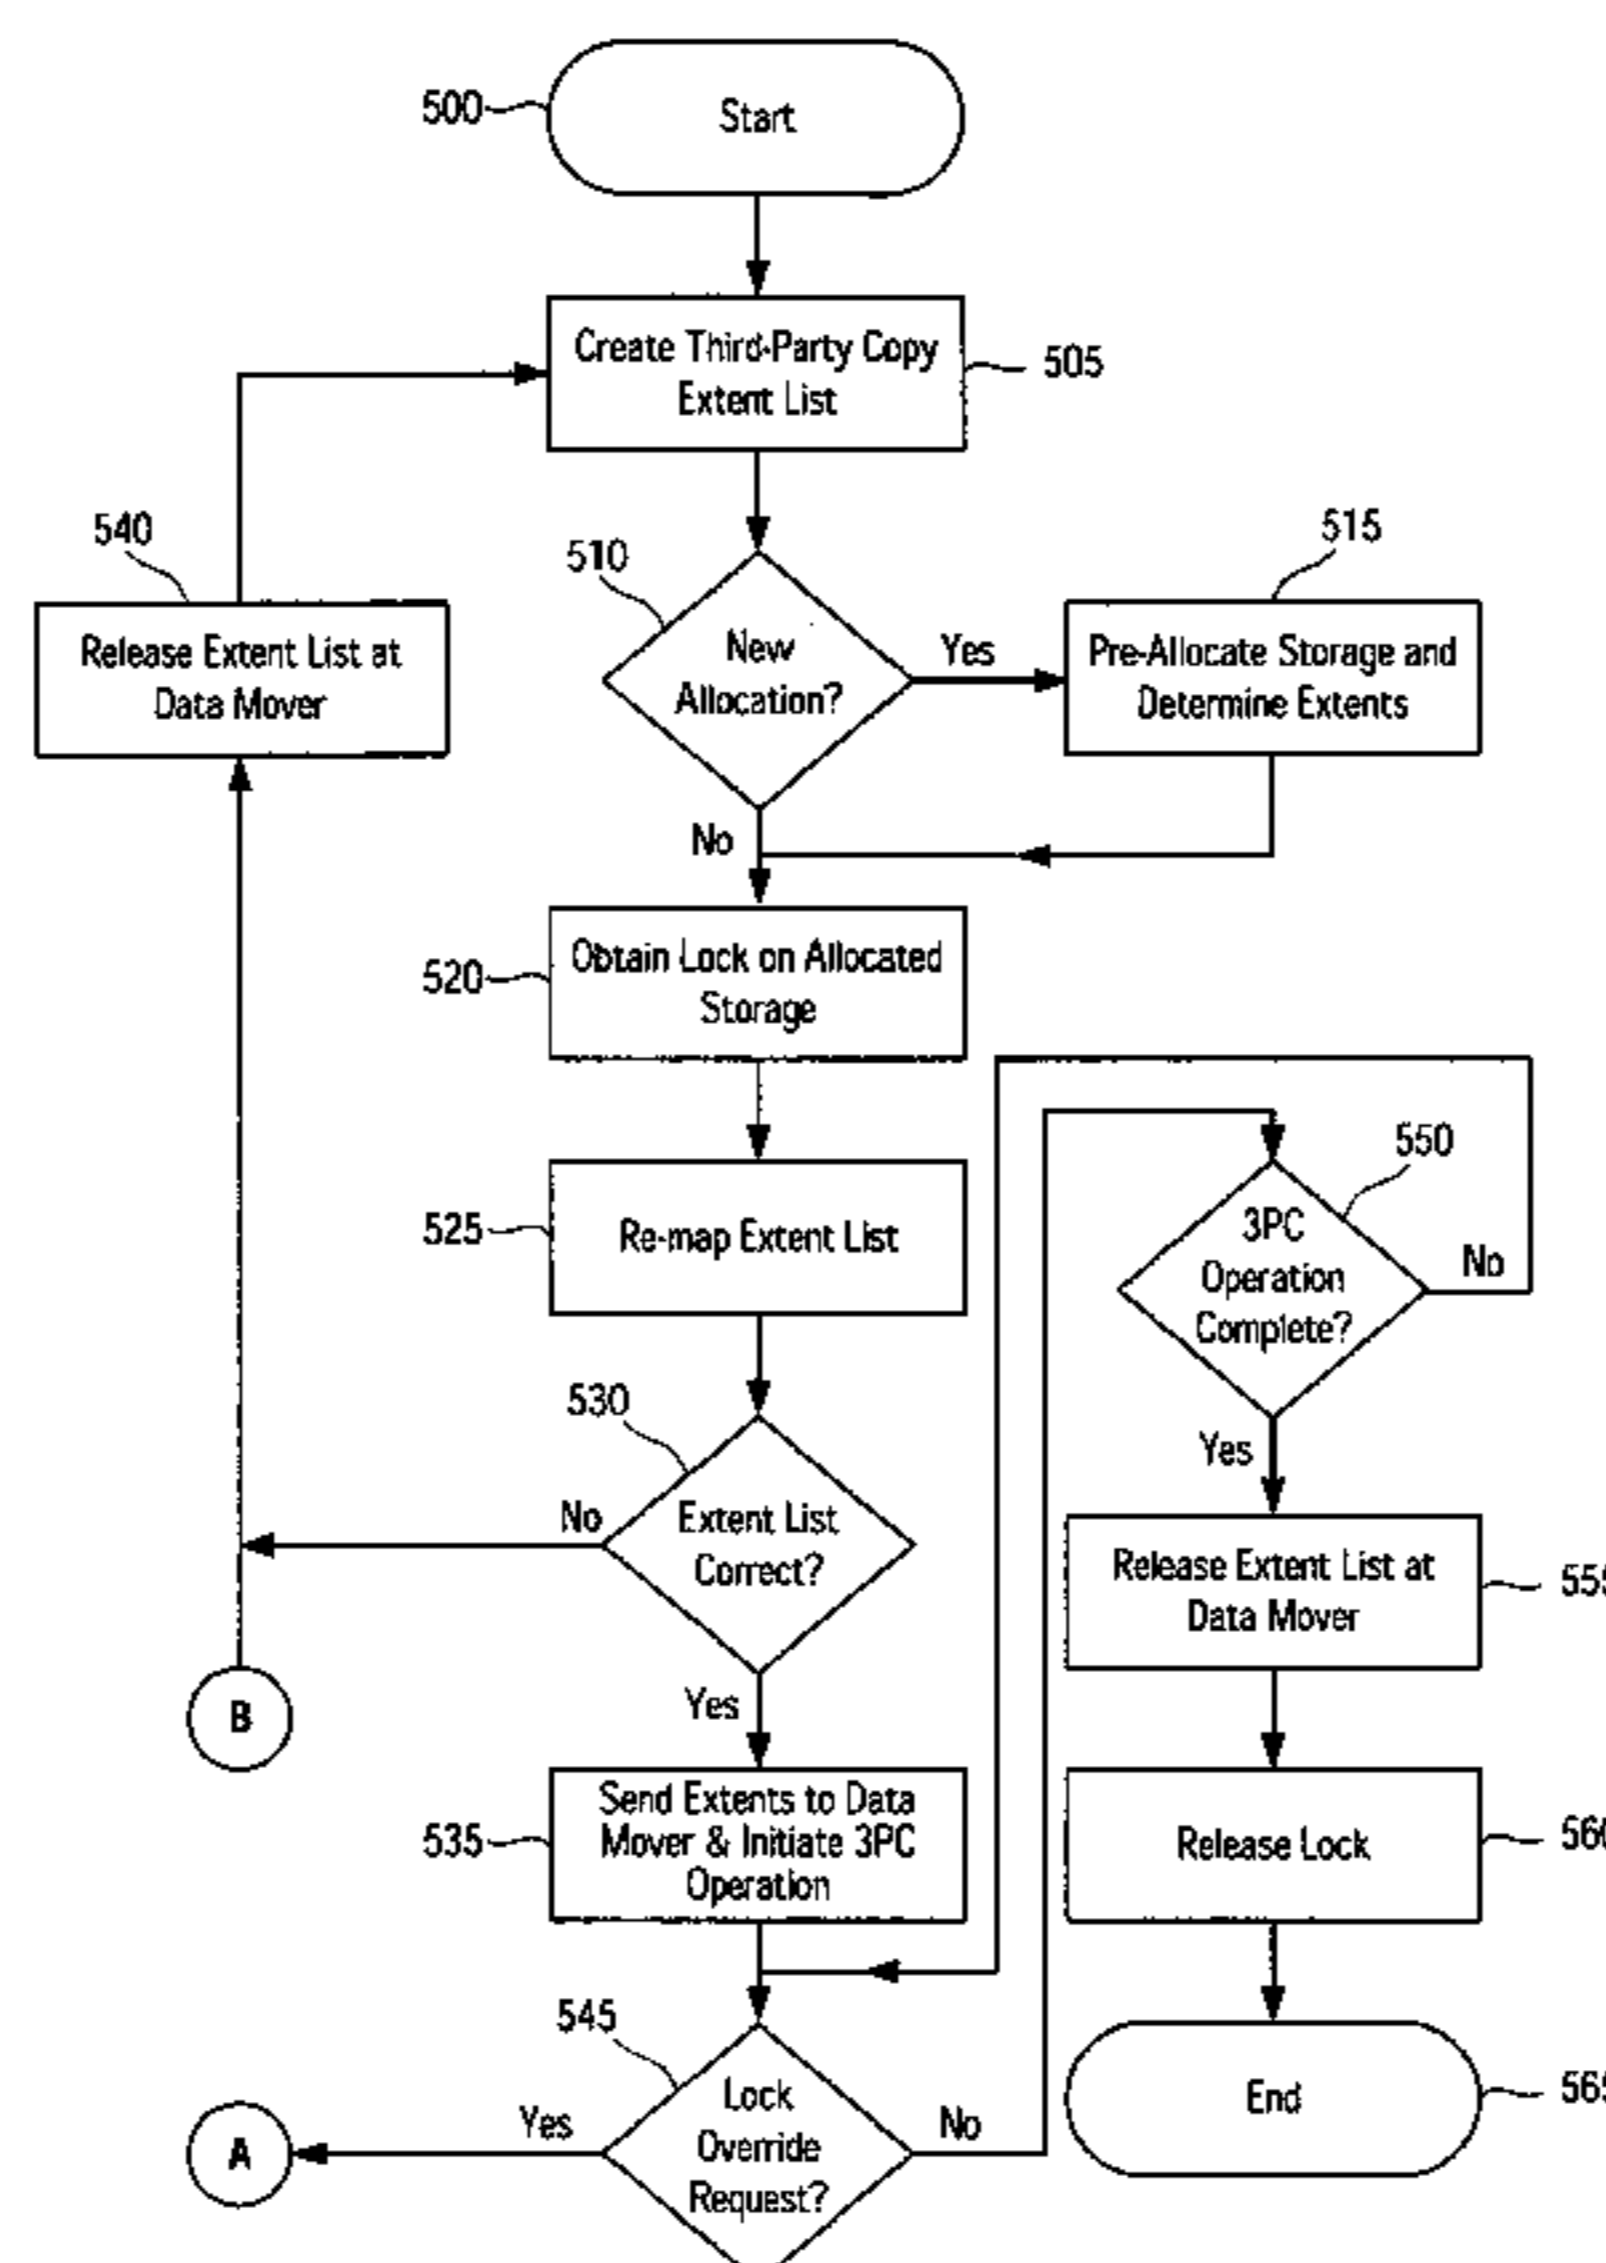 500
Start
Create Third-Party Copy
Extent List
505
540
510
515
Release Extent List at
Data Mover
New
Allocation?
Yes
Pre-Allocate Storage and
Determine Extents
No
520
Obtain Lock on Allocated
Storage
550
525
Re-map Extent List
3PC
Operation
Complete?
No
530
Yes
No
Extent List
Correct?
Release Extent List at
Data Mover
B
Yes
535
Send Extents to Data
Mover & Initiate 3PC
Operation
Release Lock
545
Lock
Override
Request?
Yes
No
A
End